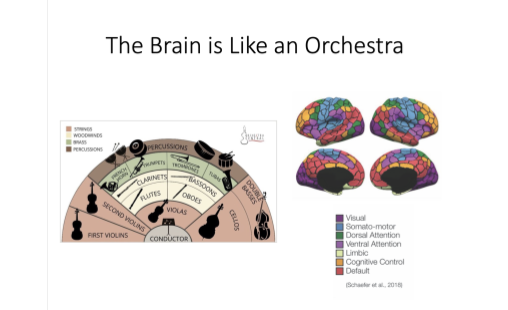 The Brain is Like an Orchestra
STRINGS
WOODWINDS
BRASS
PERCUSSIONS
PERCUSSIONS
FRENCH HORNS
TRUMPETS
TROMBONES
TUBAS
CLARINETS
BASSOONS
FLUTES
OBOES
DOUBLE BASSES
SECOND VIOLINS
VIOLAS
CELLOS
FIRST VIOLINS
CONDUCTOR
Visual
Somato-motor
Dorsal Attention
Ventral Attention
Limbic
Cognitive Control
Default
(Schaefer et al., 2018)